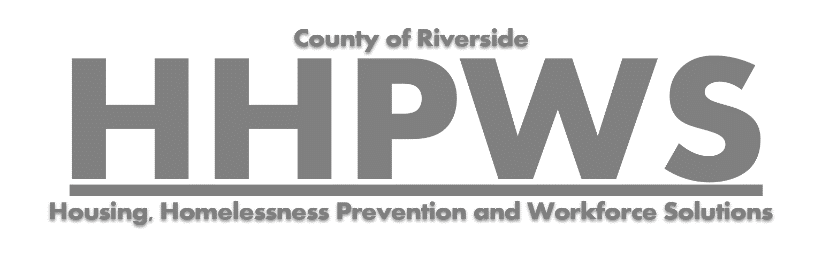 County of Riverside
HHPWS
Housing, Homelessness Prevention and Workforce Solutions